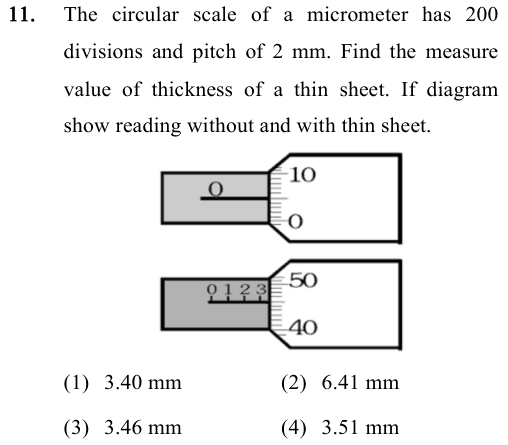 11. The circular scale of a micrometer has 200
divisions and pitch of 2 mm. Find the measure
value of thickness of a thin sheet. If diagram
show reading without and with thin sheet.
0 10
0
0 1 2 3 50
40
(1) 3.40 mm (2) 6.41 mm
(3) 3.46 mm (4) 3.51 mm